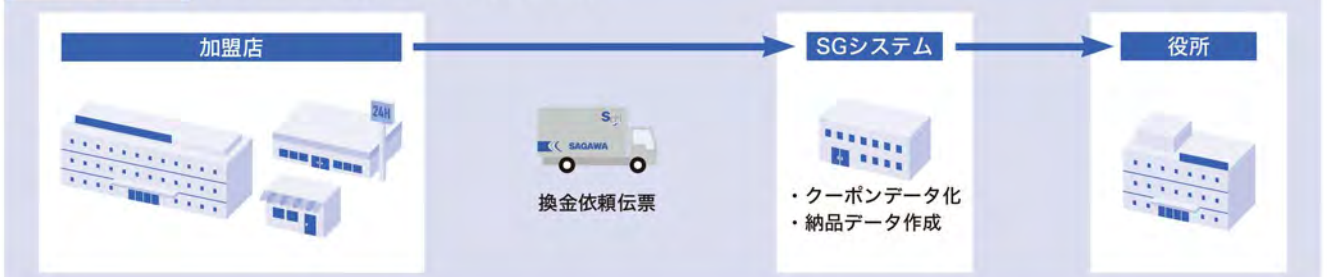 加盟店
SGシステム
役所
24H
SAGAWA
換金依頼伝票
・クーポンデータ化
・納品データ作成